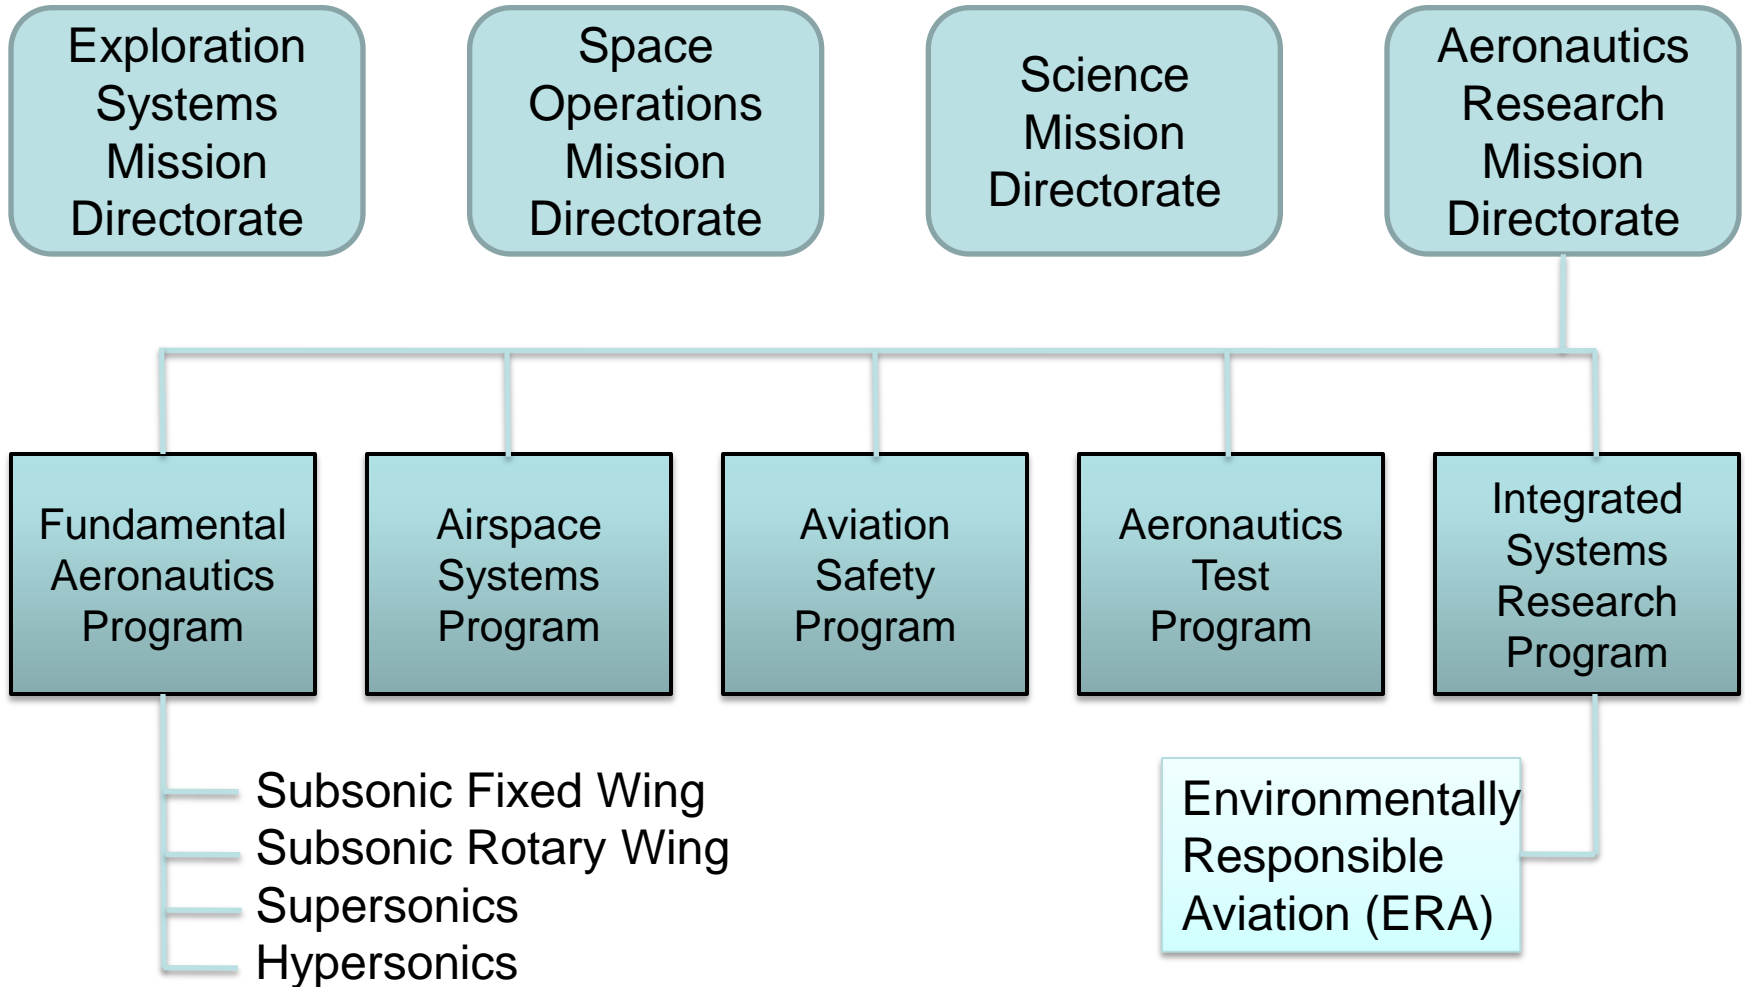 Exploration
Systems
Mission
Directorate
Space
Operations
Mission
Directorate
Science
Mission
Directorate
Aeronautics
Research
Mission
Directorate
Fundamental
Aeronautics
Program
Airspace
Systems
Program
Aviation
Safety
Program
Aeronautics
Test
Program
Integrated
Systems
Research
Program
Subsonic Fixed Wing
Subsonic Rotary Wing
Supersonics
Hypersonics
Environmentally
Responsible
Aviation (ERA)